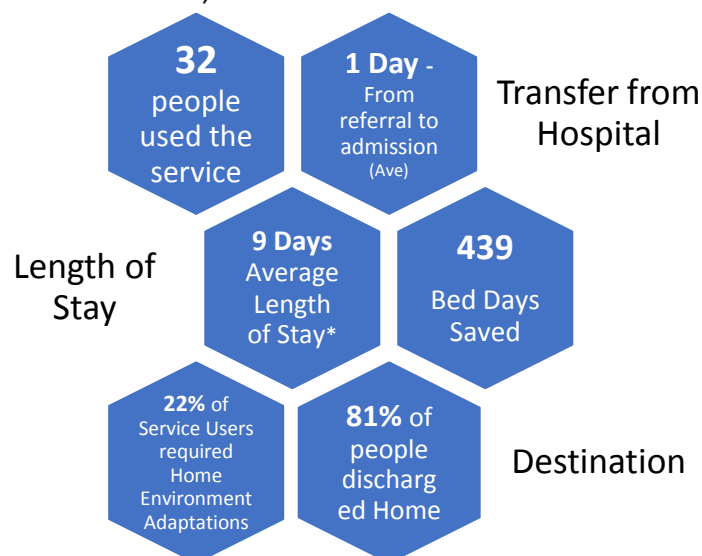 32
people
used the
service
1 Day -
From
referral to
admission
(Ave)
Transfer from
Hospital
Length of
Stay
9 Days
Average
Length
of Stay*
439
Bed Days
Saved
22% of
Service Users
required
Home
Environment
Adaptations
81% of
people
discharg
ed Home
Destination